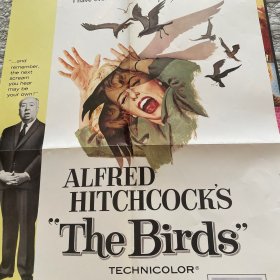 "...and
remember,
the next
scream
you hear
may be
your own!"
ALFRED
HITCHCOCK'S
"The Birds"
TECHNICOLOR®